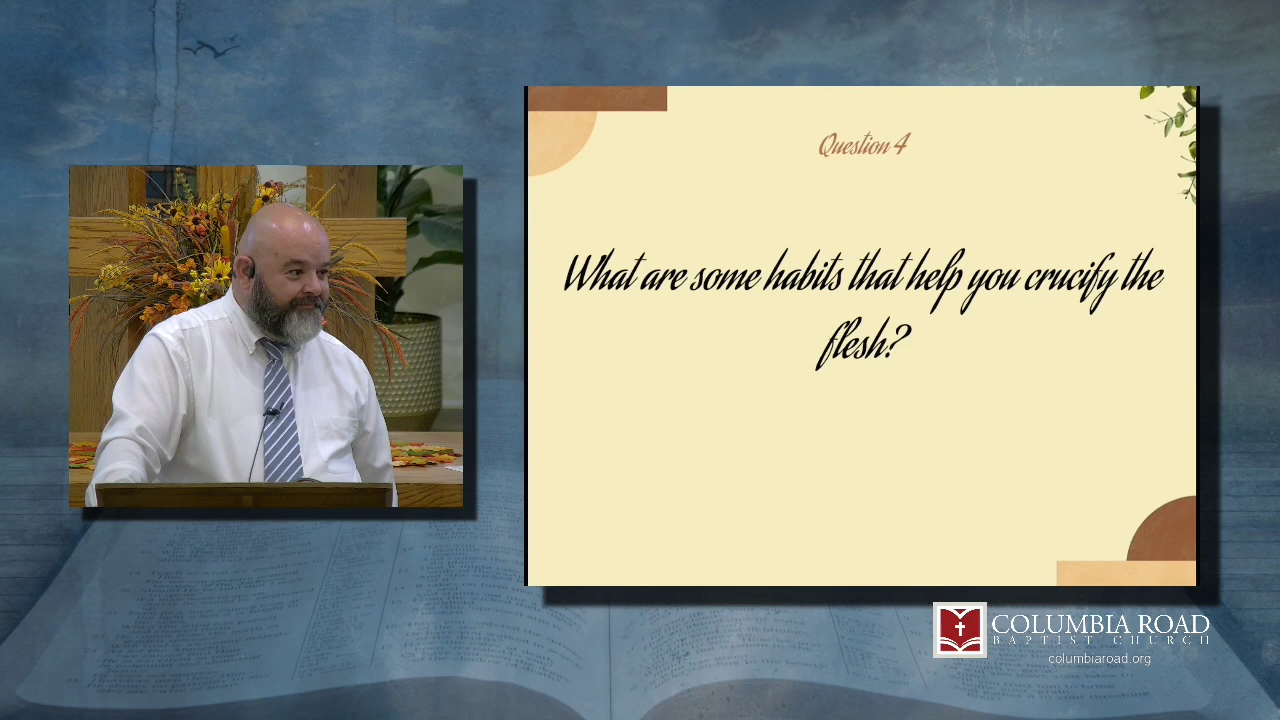 Question 4
What are some habits that help you crucify the
flesh?
COLUMBIA ROAD
BAPTIST CHURCH
columbiaroad.org